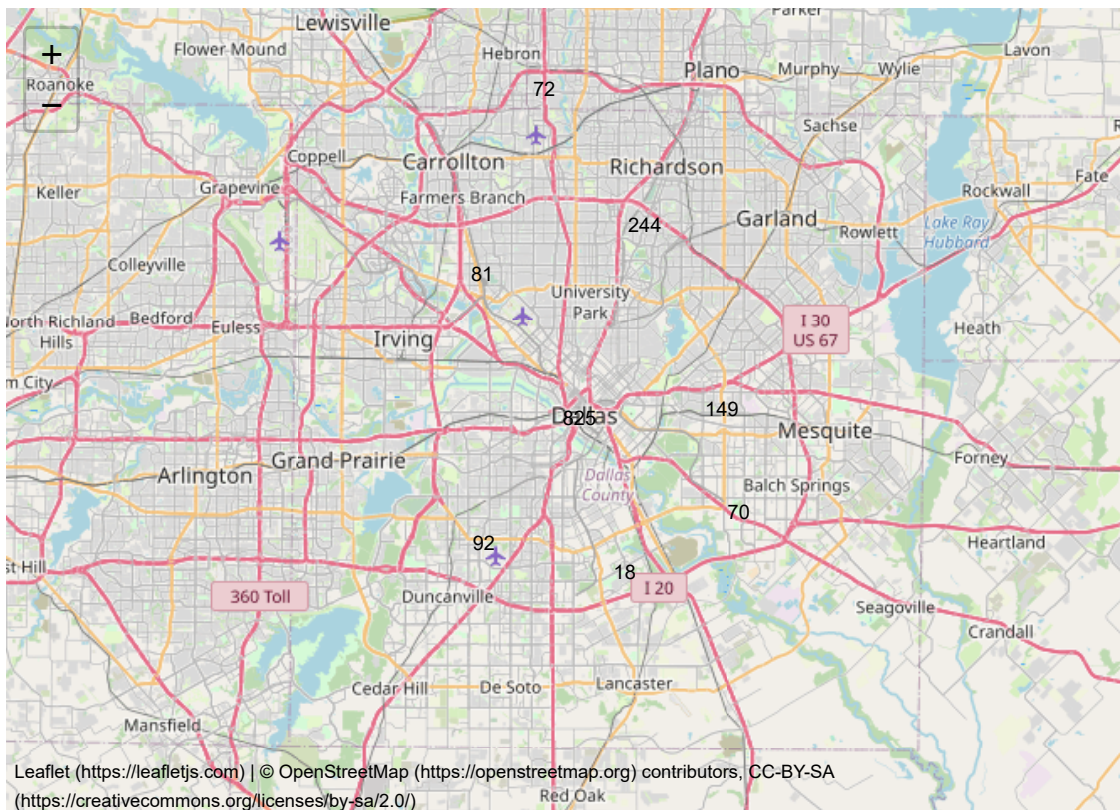 Parker
Lewisville
Flower Mound
Hebron
Lavon
+
Plano
Murphy
Wylie
Roanoke
72
−
Sachse
Coppell
Carrollton
Richardson
Fate
Grapevine
Keller
Rockwall
Farmers Branch
Garland
244
Rowlett
Lake Ray
Hubbard
Colleyville
81
University
Park
North Richland
Hills
Bedford
Euless
Irving
I 30
US 67
Heath
m City
149
825
Dallas
Mesquite
Arlington
Grand Prairie
Forney
Dallas
County
Balch Springs
70
92
Heartland
st Hill
18
360 Toll
Duncanville
I 20
Seagoville
Crandall
Cedar Hill
De Soto
Lancaster
Mansfield
Leaflet (https://leafletjs.com) | © OpenStreetMap (https://openstreetmap.org) contributors, CC-BY-SA
(https://creativecommons.org/licenses/by-sa/2.0/)
Red Oak